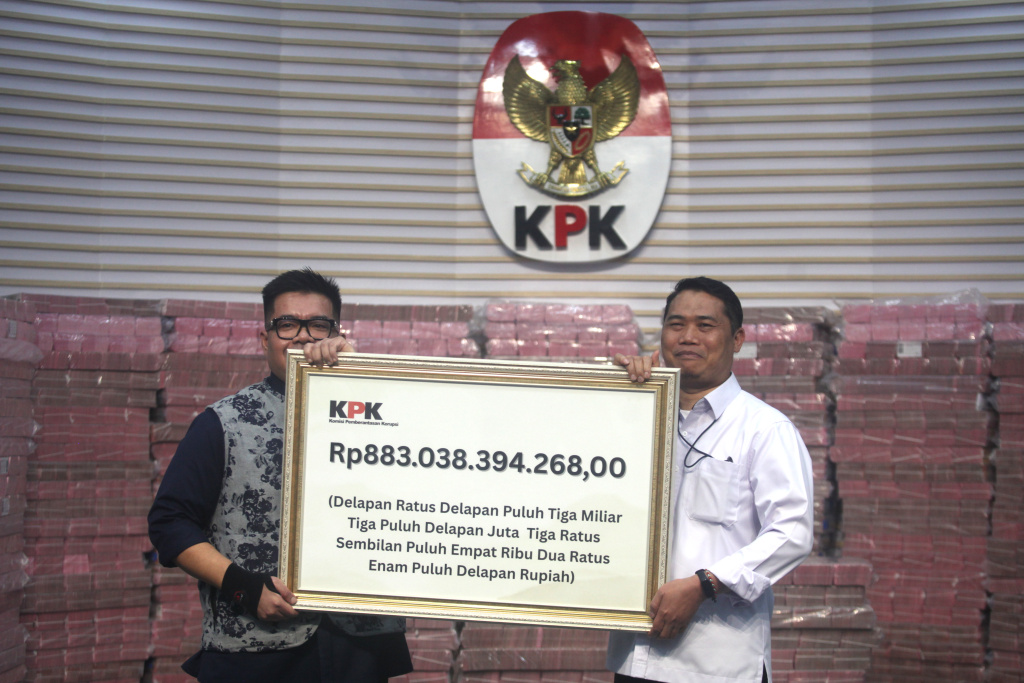 KPK
KPK
Komisi Pemberantasan Korupsi
Rp883.038.394.268,00
(Delapan Ratus Delapan Puluh Tiga Miliar
Tiga Puluh Delapan Juta Tiga Ratus
Sembilan Puluh Empat Ribu Dua Ratus
Enam Puluh Delapan Rupiah)